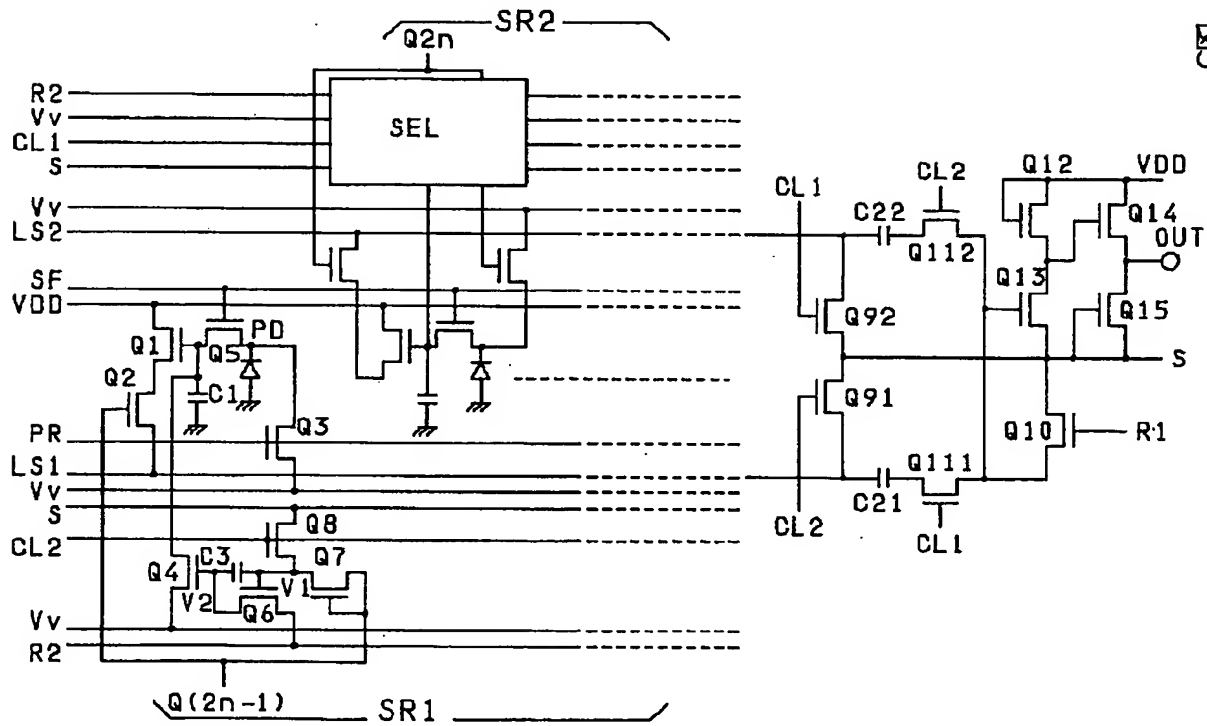 SR2
Q2n
R2
Vv
CL1
S
SEL
Vv
LS2
SF
VDD
Q1
Q5
PD
Q2
C1
Q3
PR
LS1
Vv
S
CL2
Q8
Q4
C3
Q7
V2
Q6
V1
Vv
R2
Q(2n-1)
SR1
CL1
C22
CL2
Q112
Q12
VDD
Q14
OUT
Q13
Q15
Q92
S
Q91
Q10
R1
C21
Q111
CL2
CL1